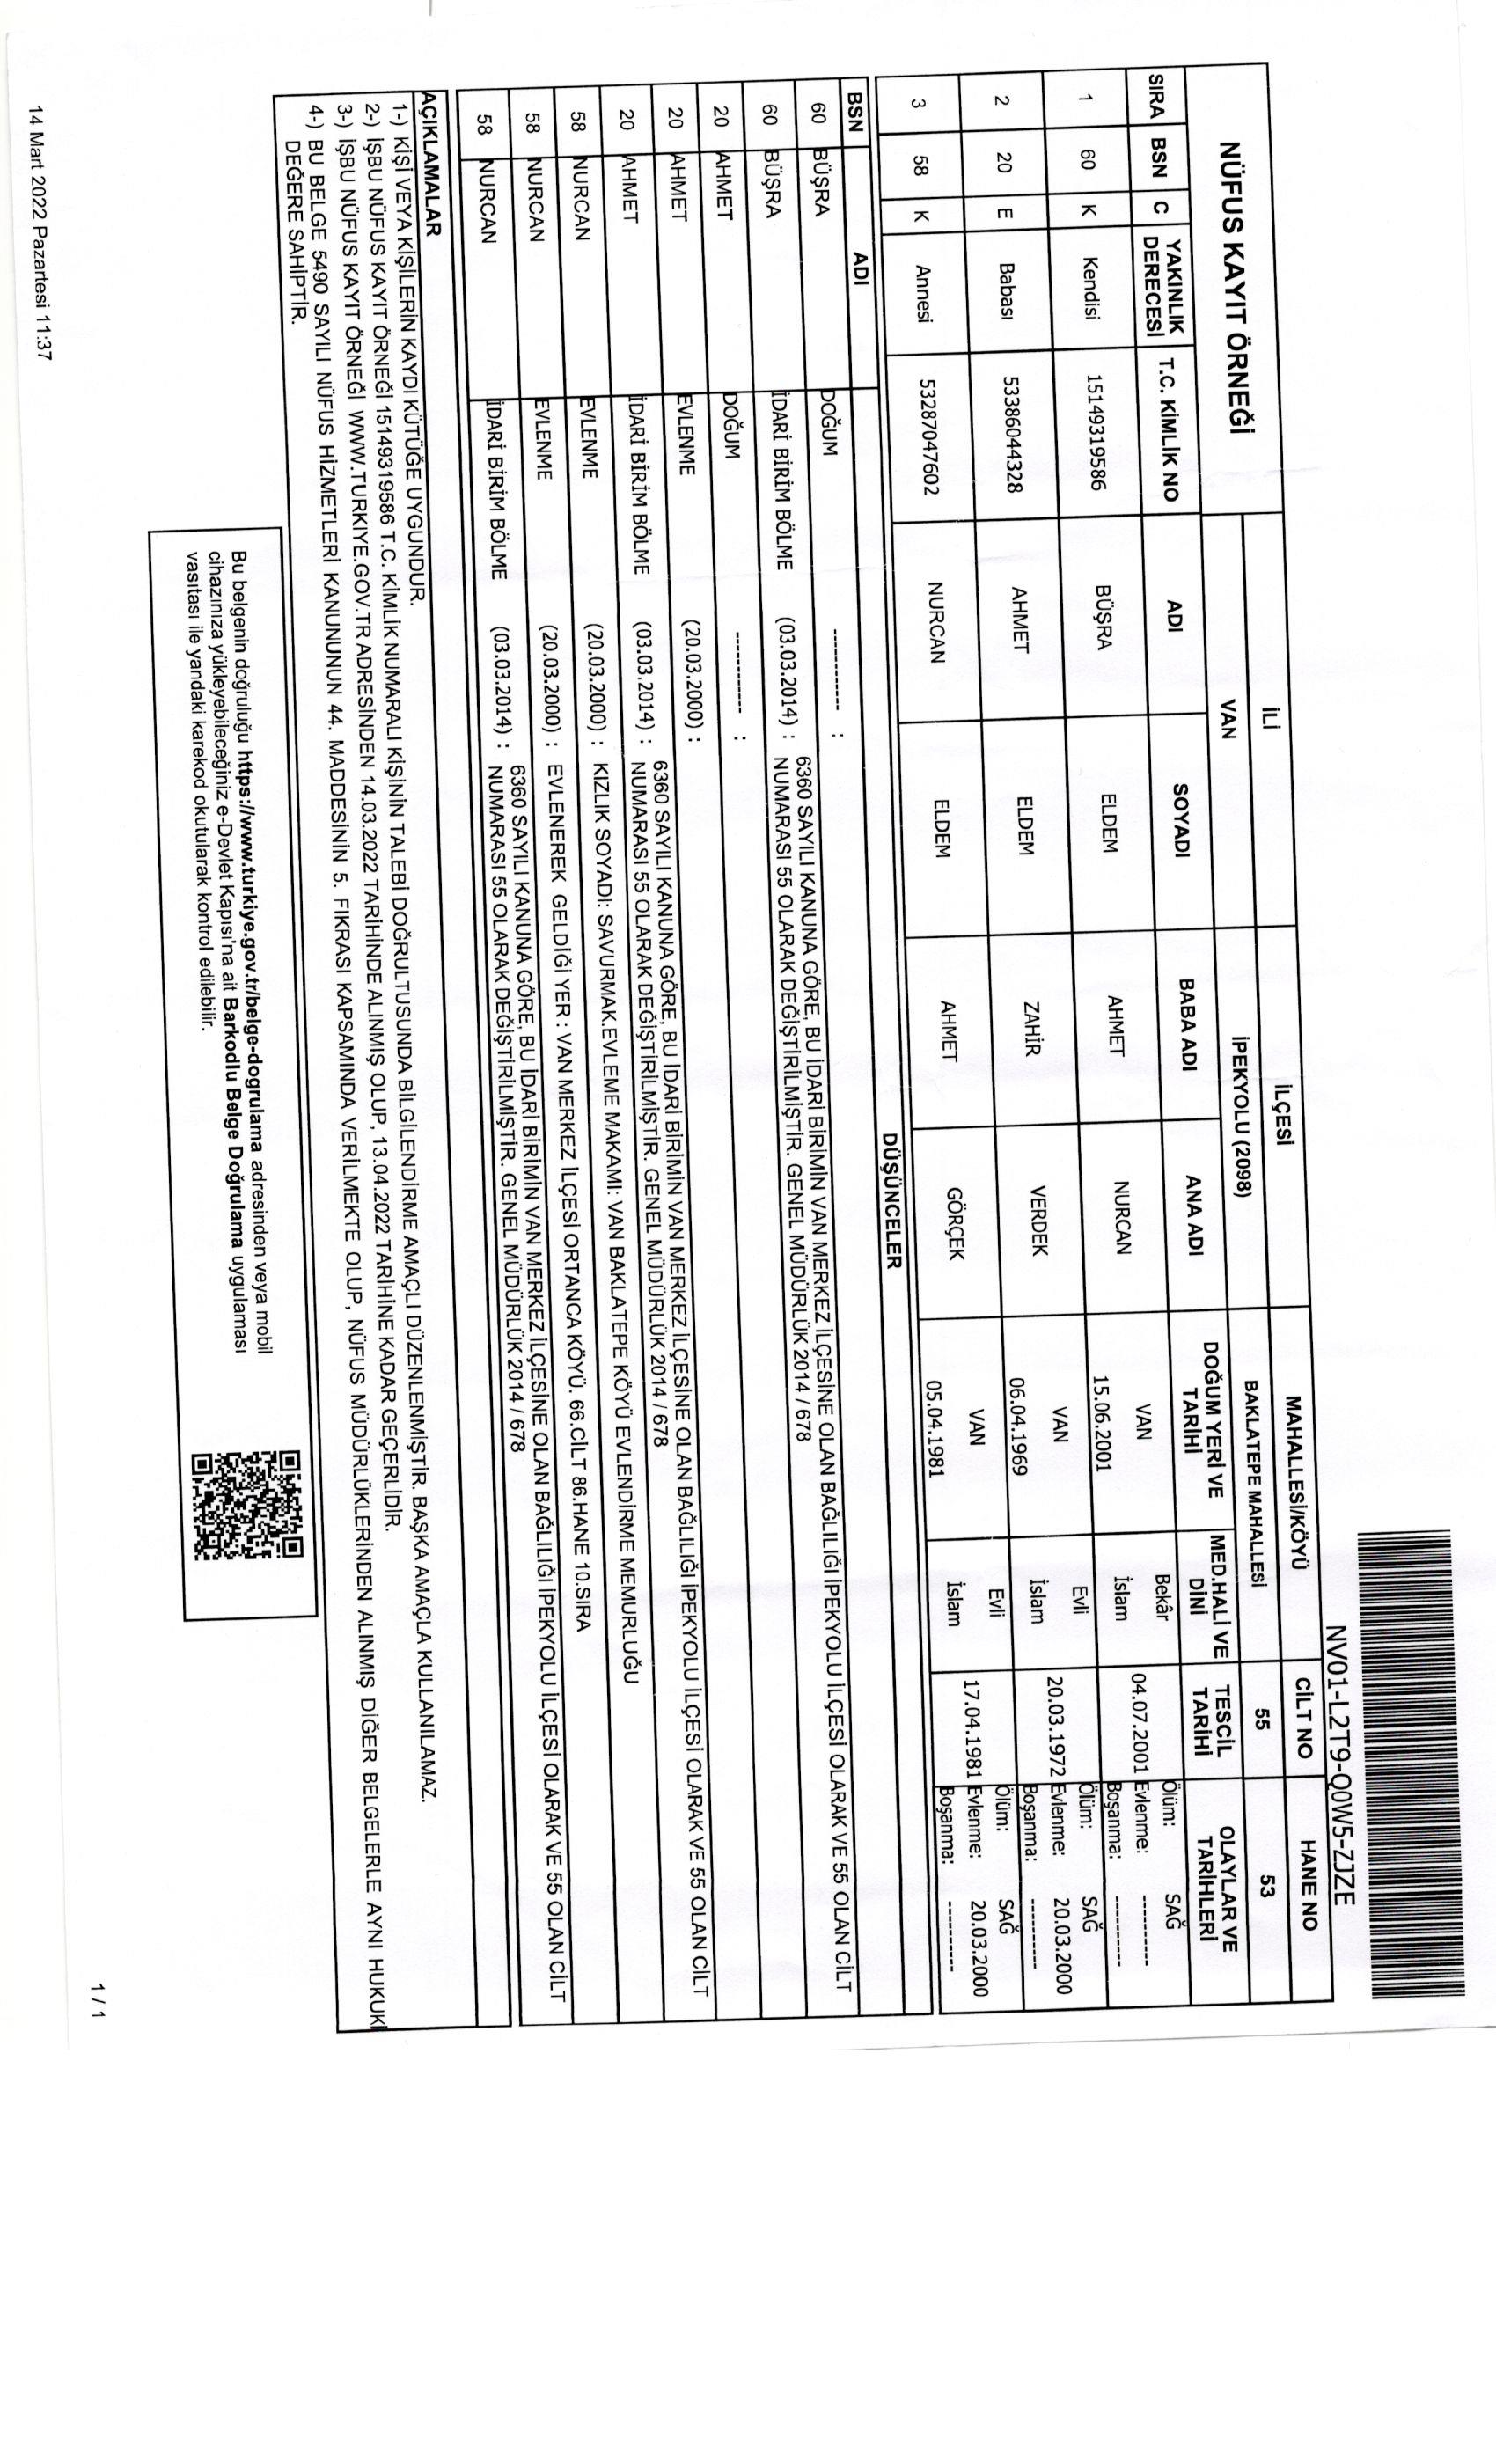 NV01-L2T9-Q0W5-ZJZE
NÜFUS KAYIT ÖRNEĞİ
İLİ İLÇESİ MAHALLESİ/KÖYÜ CİLT NO HANE NO
VAN İPEKYOLU (2098) BAKLATEPE MAHALLESİ 55 53
SIRA BSN C YAKINLIK DERECESİ T.C. KİMLİK NO ADI SOYADI BABA ADI ANA ADI DOĞUM YERİ VE TARİHİ MED.HALİ VE DİNİ TESCİL TARİHİ OLAYLAR VE TARİHLERİ
1 60 K Kendisi 15149319586 BÜŞRA ELDEM AHMET NURCAN VAN 15.06.2001 Bekâr İslam 04.07.2001 Ölüm: SAĞ
Evlenme: ----------
Boşanma: ----------
2 20 E Babası 53386044328 AHMET ELDEM ZAHİR VERDEK VAN 06.04.1969 Evli İslam 20.03.1972 Ölüm: SAĞ
Evlenme: 20.03.2000
Boşanma: ----------
3 58 K Annesi 53287047602 NURCAN ELDEM AHMET GÖRÇEK VAN 05.04.1981 Evli İslam 17.04.1981 Ölüm: SAĞ
Evlenme: 20.03.2000
Boşanma: ----------
BSN ADI DÜŞÜNCELER
60 BÜŞRA DOĞUM ---------- :
60 BÜŞRA İDARİ BİRİM BÖLME (03.03.2014) : 6360 SAYILI KANUNA GÖRE, BU İDARİ BİRİMİN VAN MERKEZ İLÇESİNE OLAN BAĞLILIĞI İPEKYOLU İLÇESİ OLARAK VE 55 OLAN CİLT
NUMARASI 55 OLARAK DEĞİŞTİRİLMİŞTİR. GENEL MÜDÜRLÜK 2014 / 678
20 AHMET DOĞUM ---------- :
20 AHMET EVLENME (20.03.2000) :
20 AHMET İDARİ BİRİM BÖLME (03.03.2014) : 6360 SAYILI KANUNA GÖRE, BU İDARİ BİRİMİN VAN MERKEZ İLÇESİNE OLAN BAĞLILIĞI İPEKYOLU İLÇESİ OLARAK VE 55 OLAN CİLT
NUMARASI 55 OLARAK DEĞİŞTİRİLMİŞTİR. GENEL MÜDÜRLÜK 2014 / 678
58 NURCAN EVLENME (20.03.2000) : KIZLIK SOYADI: SAVURMAK.EVLEME MAKAMI: VAN BAKLATEPE KÖYÜ EVLENDİRME MEMURLUĞU
58 NURCAN EVLENME (20.03.2000) : EVLENEREK GELDİĞİ YER : VAN MERKEZ İLÇESİ ORTANCA KÖYÜ. 66.CİLT 86.HANE 10.SIRA
58 NURCAN İDARİ BİRİM BÖLME (03.03.2014) : 6360 SAYILI KANUNA GÖRE, BU İDARİ BİRİMİN VAN MERKEZ İLÇESİNE OLAN BAĞLILIĞI İPEKYOLU İLÇESİ OLARAK VE 55 OLAN CİLT
NUMARASI 55 OLARAK DEĞİŞTİRİLMİŞTİR. GENEL MÜDÜRLÜK 2014 / 678
AÇIKLAMALAR
1-) KİŞİ VEYA KİŞİLERİN KAYDI KÜTÜĞE UYGUNDUR.
2-) İŞBU NÜFUS KAYIT ÖRNEĞİ 15149319586 T.C. KİMLİK NUMARALI KİŞİNİN TALEBİ DOĞRULTUSUNDA BİLGİLENDİRME AMAÇLI DÜZENLENMİŞTİR. BAŞKA AMAÇLA KULLANILAMAZ.
3-) İŞBU NÜFUS KAYIT ÖRNEĞİ WWW.TURKIYE.GOV.TR ADRESİNDEN 14.03.2022 TARİHİNDE ALINMIŞ OLUP, 13.04.2022 TARİHİNE KADAR GEÇERLİDİR.
4-) BU BELGE 5490 SAYILI NÜFUS HİZMETLERİ KANUNUNUN 44. MADDESİNİN 5. FIKRASI KAPSAMINDA VERİLMEKTE OLUP, NÜFUS MÜDÜRLÜKLERİNDEN ALINMIŞ DİĞER BELGELERLE AYNI HUKUKİ
DEĞERE SAHİPTİR.
Bu belgenin doğruluğu https://www.turkiye.gov.tr/belge-dogrulama adresinden veya mobil
cihazınıza yükleyebileceğiniz e-Devlet Kapısı'na ait Barkodlu Belge Doğrulama uygulaması
vasıtası ile yandaki karekod okutularak kontrol edilebilir.
14 Mart 2022 Pazartesi 11:37
1 / 1